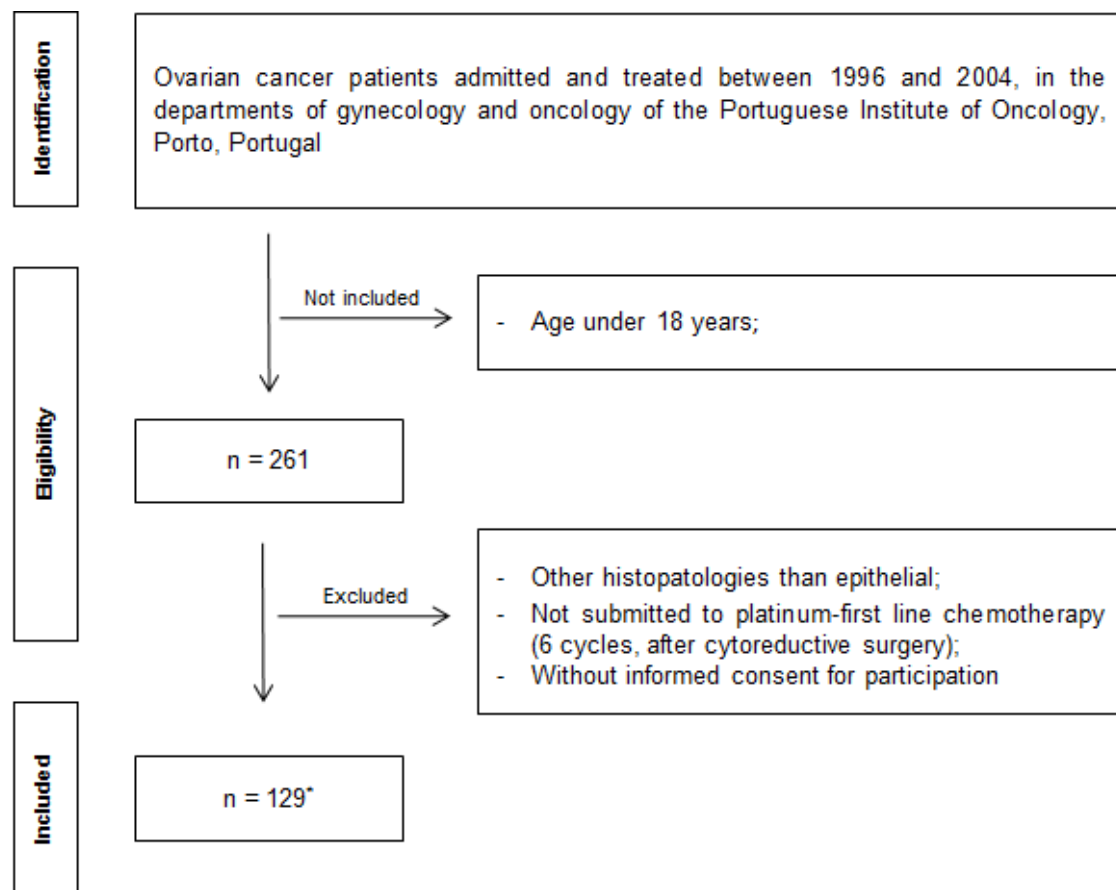 Identification
Ovarian cancer patients admitted and treated between 1996 and 2004, in the
departments of gynecology and oncology of the Portuguese Institute of Oncology,
Porto, Portugal
Eligibility
Not included
- Age under 18 years;
n = 261
Excluded
- Other histopatologies than epithelial;
- Not submitted to platinum-first line chemotherapy
(6 cycles, after cytoreductive surgery);
- Without informed consent for participation
Included
n = 129*